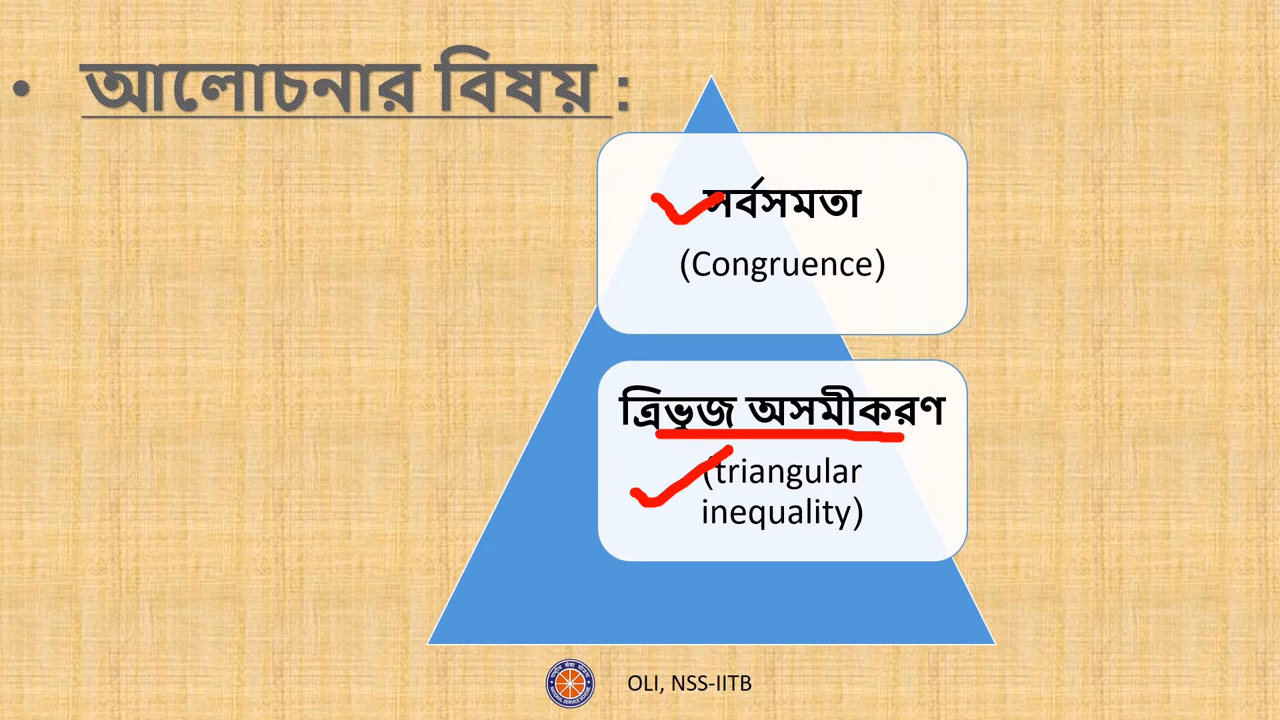 • আলোচনার বিষয় :
সর্বসমতা
(Congruence)
ত্রিভুজ অসমীকরণ
(triangular
inequality)
OLI, NSS-IITB